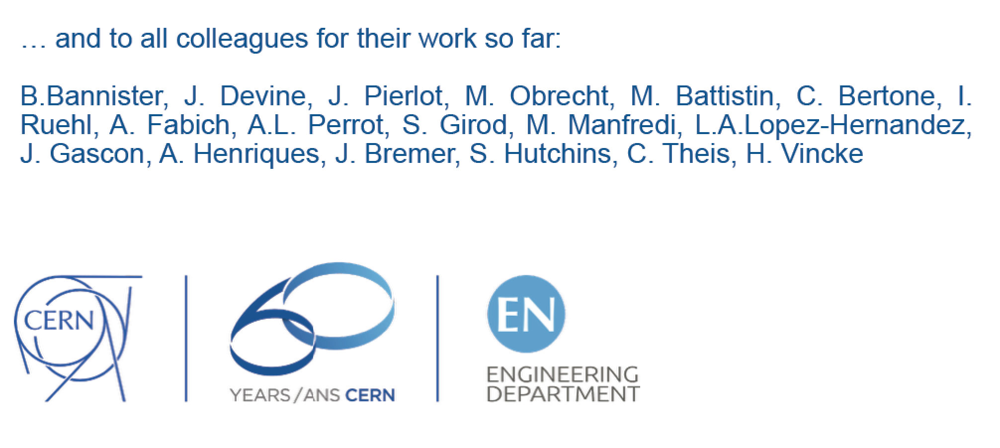 ... and to all colleagues for their work so far:
B.Bannister, J. Devine, J. Pierlot, M. Obrecht, M. Battistin, C. Bertone, I.
Ruehl, A. Fabich, A.L. Perrot, S. Girod, M. Manfredi, L.A.Lopez-Hernandez,
J. Gascon, A. Henriques, J. Bremer, S. Hutchins, C. Theis, H. Vincke
CERN
60
YEARS/ANS CERN
EN
ENGINEERING
DEPARTMENT